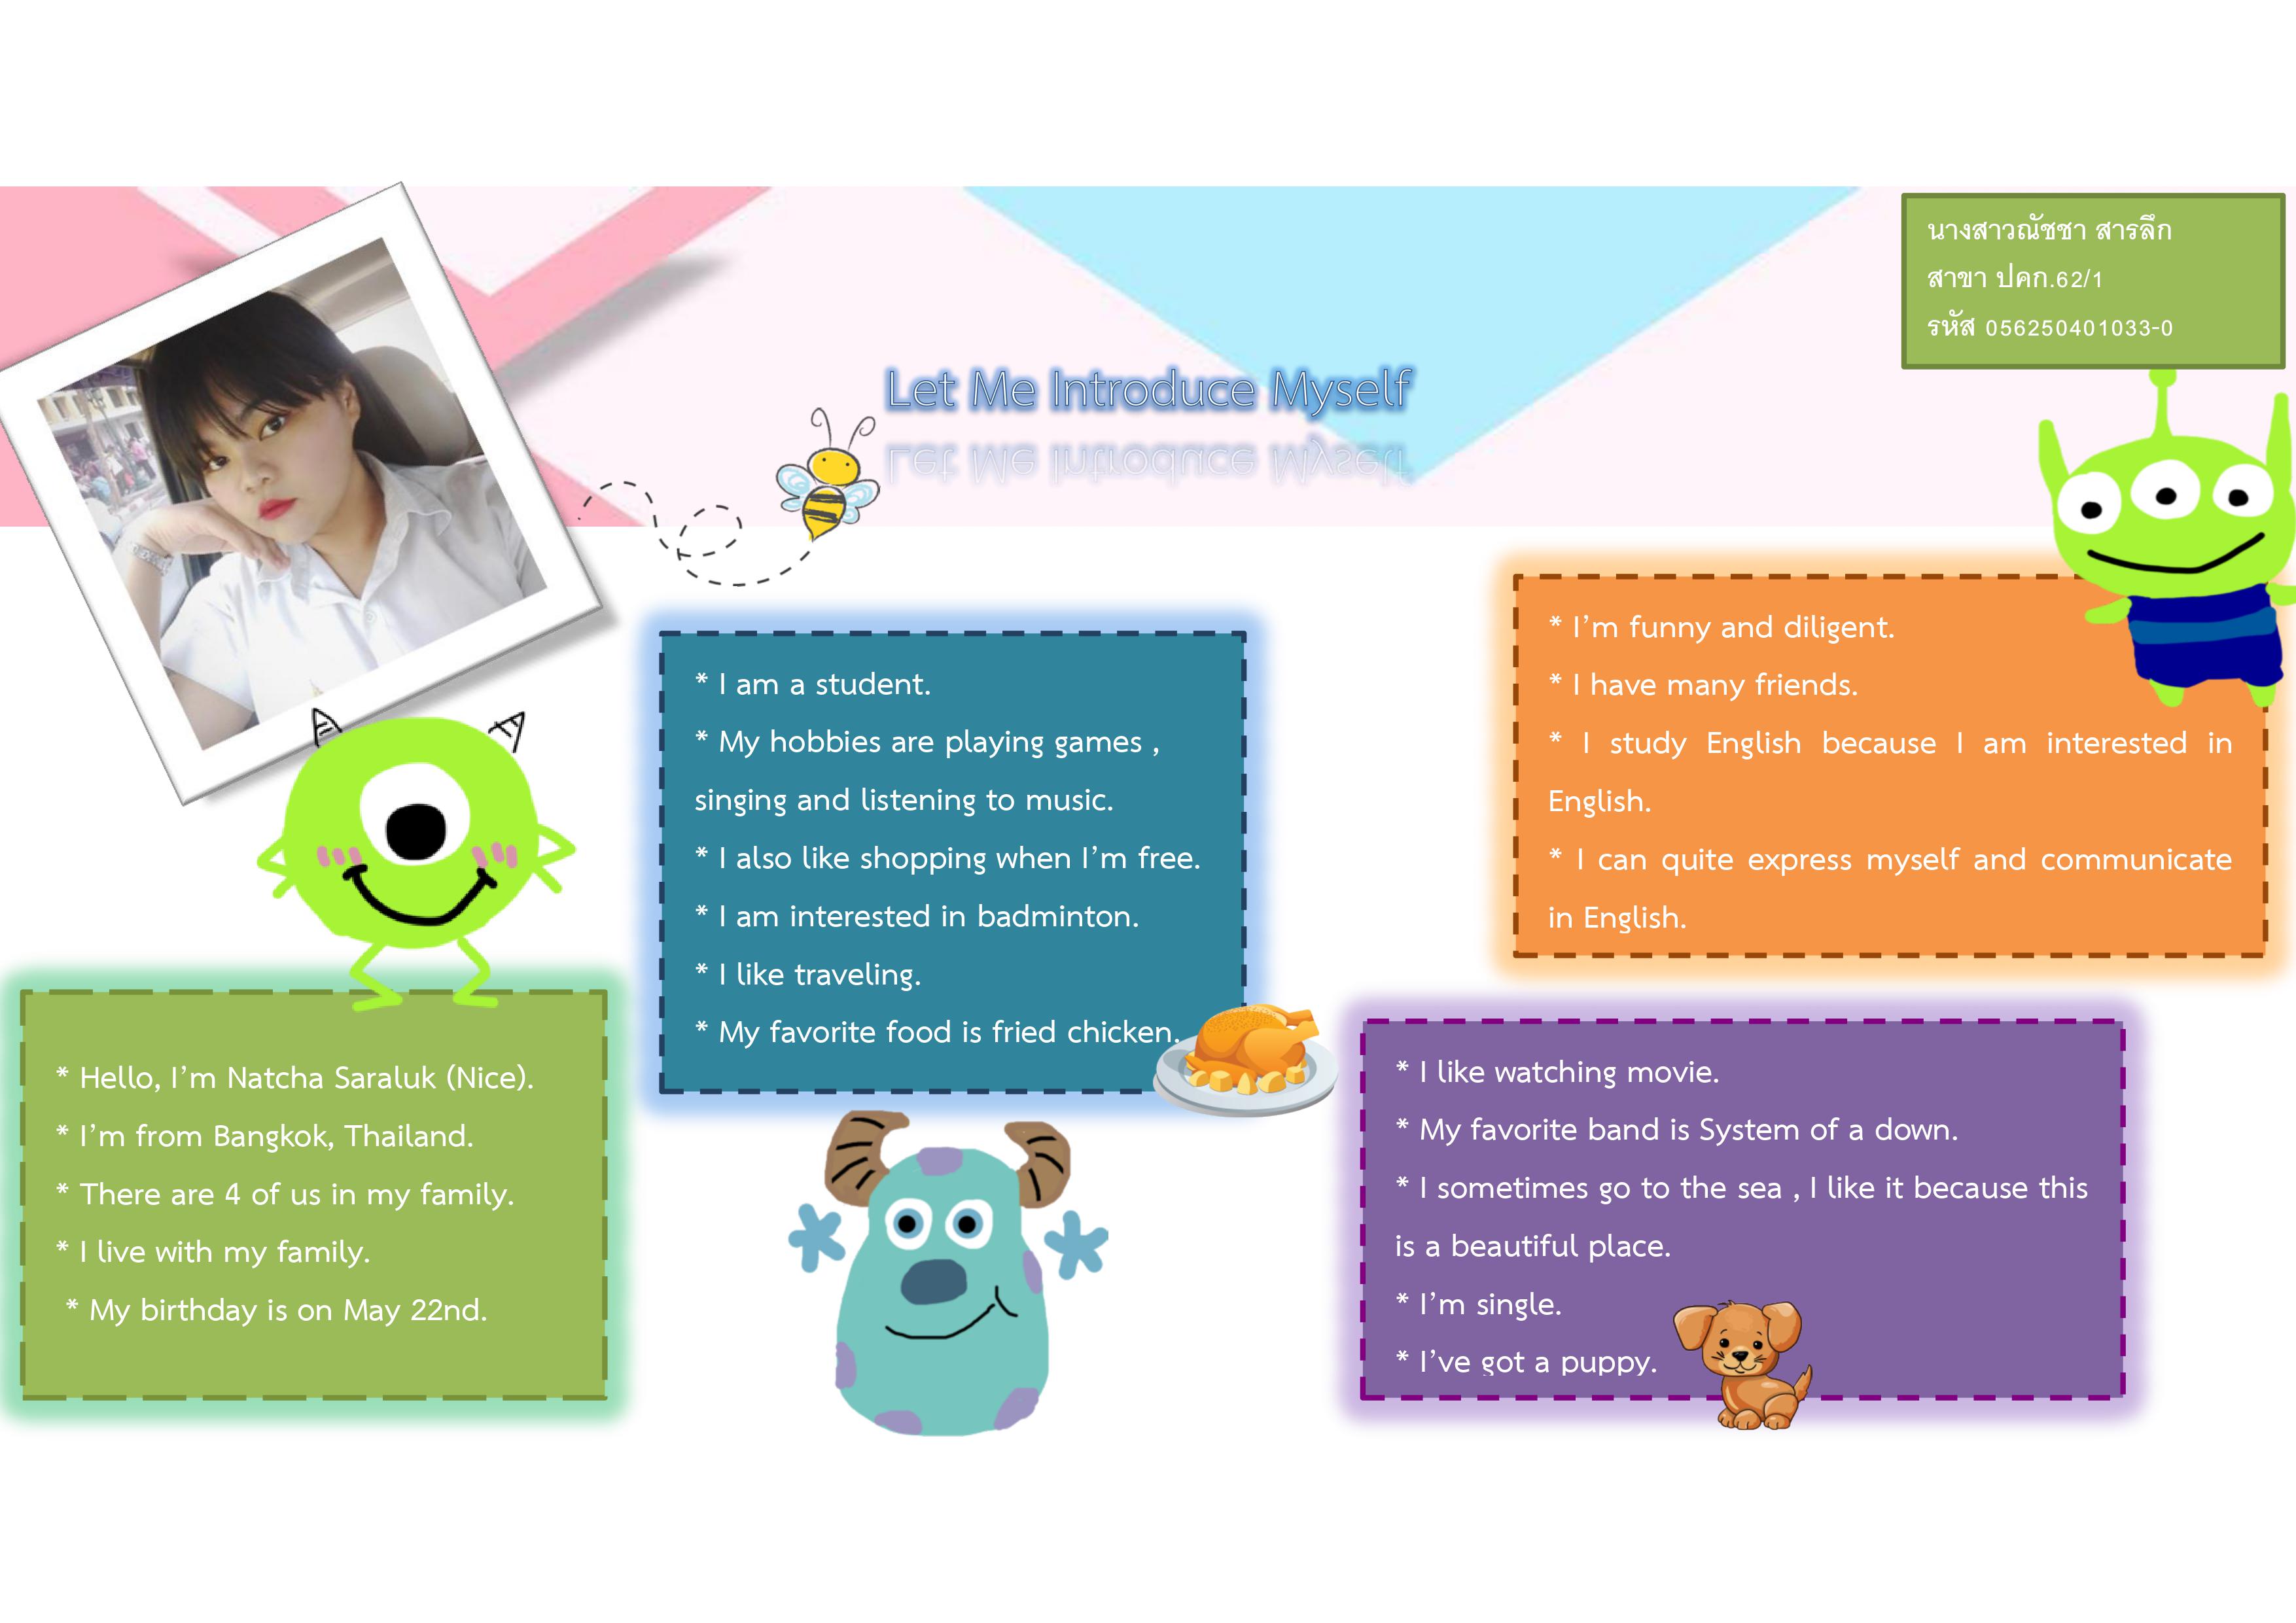 นางสาวณัชชา สารลึก
สาขา ปคก.62/1
รหัส 056250401033-0
Let Me Introduce Myself
* Hello, I'm Natcha Saraluk (Nice).
* I'm from Bangkok, Thailand.
* There are 4 of us in my family.
* I live with my family.
* My birthday is on May 22nd.
* I am a student.
* My hobbies are playing games ,
singing and listening to music.
* I also like shopping when I'm free.
* I am interested in badminton.
* I like traveling.
* My favorite food is fried chicken.
* I'm funny and diligent.
* I have many friends.
* I study English because I am interested in
English.
* I can quite express myself and communicate
in English.
* I like watching movie.
* My favorite band is System of a down.
* I sometimes go to the sea , I like it because this
is a beautiful place.
* I'm single.
* I've got a puppy.